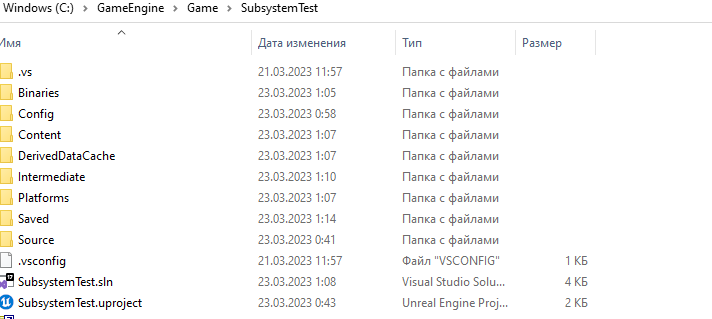 Windows (C:) > GameEngine > Game > SubsystemTest
Имя Дата изменения Тип Размер
.vs 21.03.2023 11:57 Папка с файлами
Binaries 23.03.2023 1:05 Папка с файлами
Config 23.03.2023 0:58 Папка с файлами
Content 23.03.2023 1:07 Папка с файлами
DerivedDataCache 23.03.2023 1:07 Папка с файлами
Intermediate 23.03.2023 1:10 Папка с файлами
Platforms 23.03.2023 1:07 Папка с файлами
Saved 23.03.2023 1:14 Папка с файлами
Source 23.03.2023 0:41 Папка с файлами
.vsconfig 21.03.2023 11:57 Файл "VSCONFIG" 1 КБ
SubsystemTest.sln 23.03.2023 1:08 Visual Studio Solu... 4 КБ
SubsystemTest.uproject 23.03.2023 0:43 Unreal Engine Proj... 2 КБ